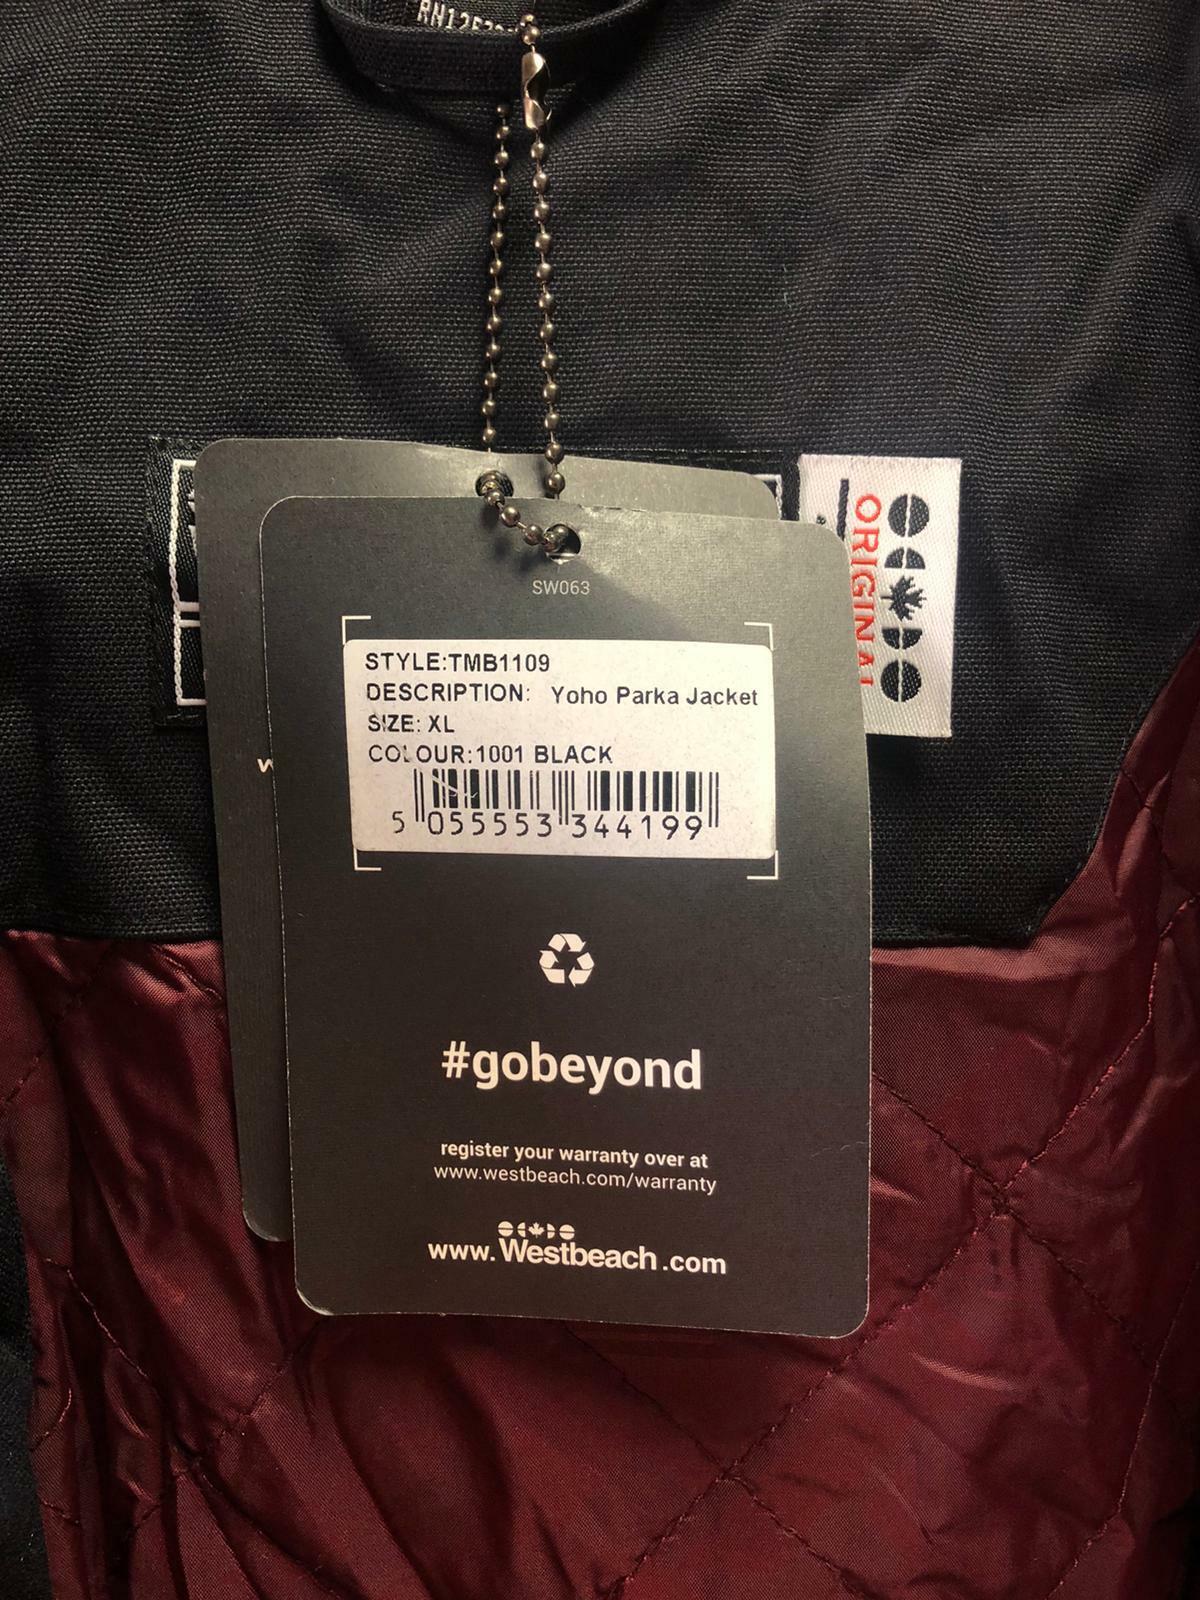 SW063
STYLE:TMB1109
DESCRIPTION: Yoho Parka Jacket
SIZE: XL
COLOUR:1001 BLACK
5 055553 344199
#gobeyond
register your warranty over at
www.westbeach.com/warranty
www.Westbeach.com
ORIGINAL